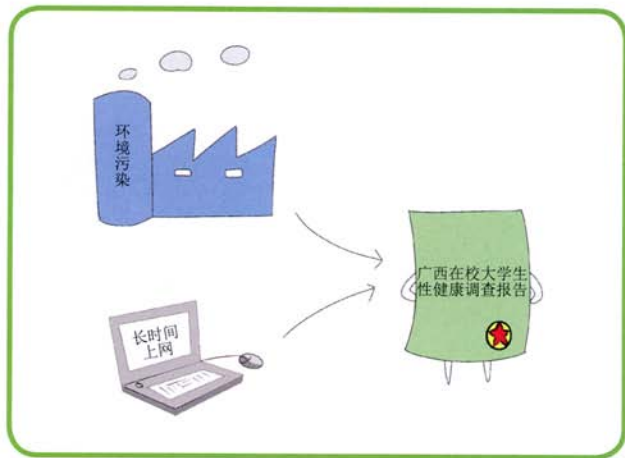 环境污染
长时间
上网
广西在校大学生
性健康调查报告